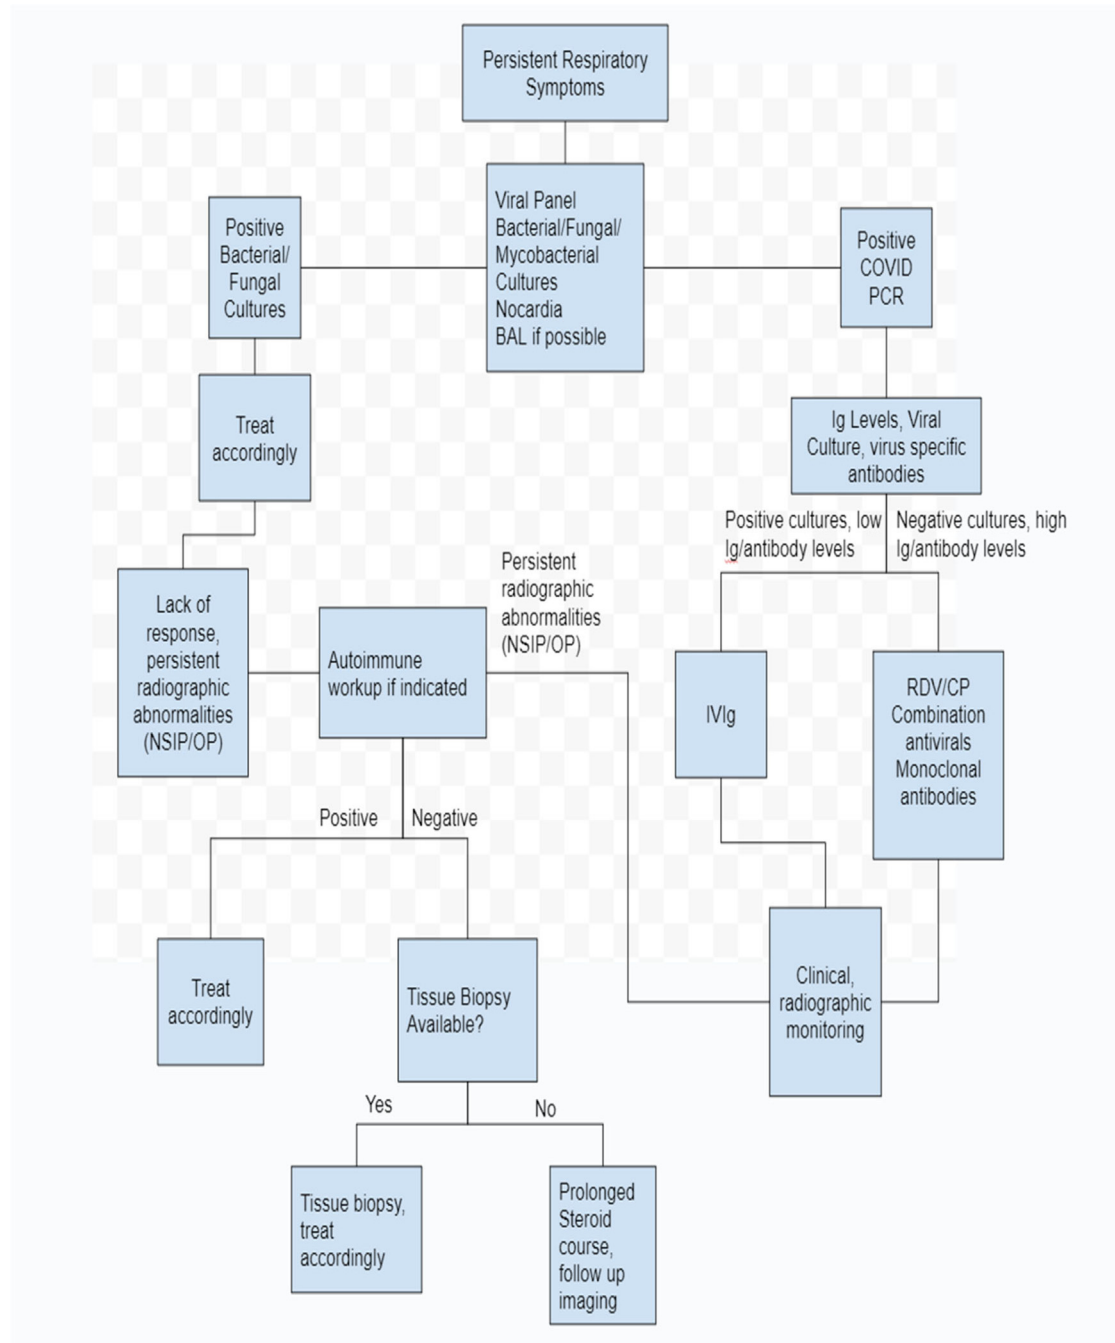 Persistent Respiratory
Symptoms
Viral Panel
Bacterial/Fungal/
Mycobacterial
Cultures
Nocardia
BAL if possible
Positive
Bacterial/
Fungal
Cultures
Positive
COVID
PCR
Treat
accordingly
Ig Levels, Viral
Culture, virus specific
antibodies
Positive cultures, low
Ig/antibody levels
Negative cultures, high
Ig/antibody levels
Lack of
response,
persistent
radiographic
abnormalities
(NSIP/OP)
Autoimmune
workup if indicated
Persistent
radiographic
abnormalities
(NSIP/OP)
IVIg
RDV/CP
Combination
antivirals
Monoclonal
antibodies
Positive
Negative
Treat
accordingly
Tissue Biopsy
Available?
Clinical,
radiographic
monitoring
Yes
No
Tissue biopsy,
treat
accordingly
Prolonged
Steroid
course,
follow up
imaging